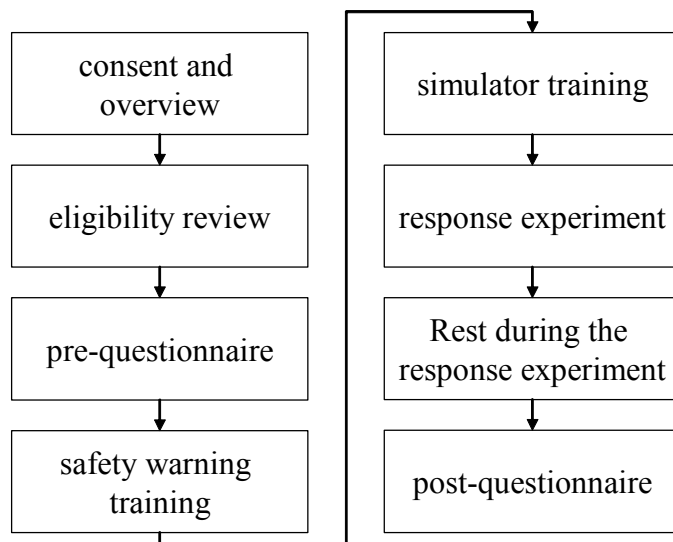 consent and
overview
eligibility review
pre-questionnaire
safety warning
training
simulator training
response experiment
Rest during the
response experiment
post-questionnaire